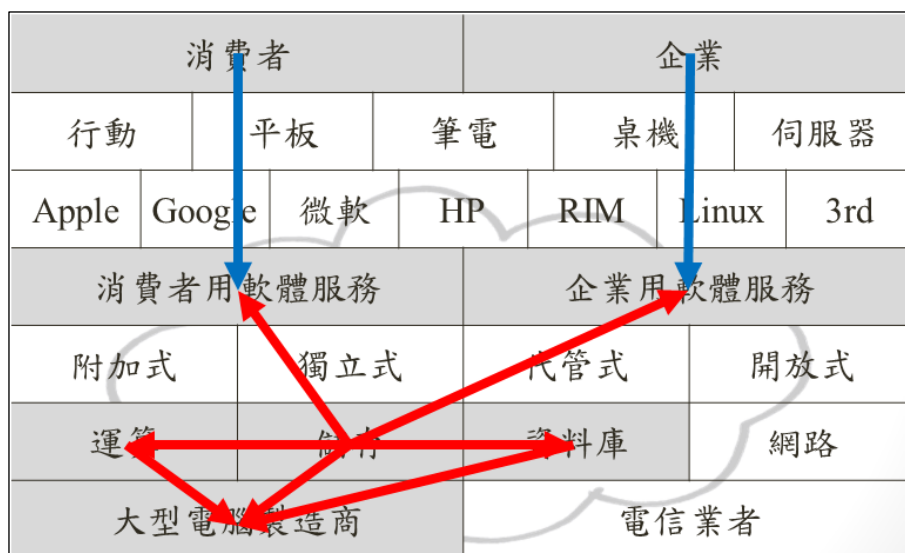 消費者 企業
行動 平板 筆電 桌機 伺服器
Apple Google 微軟 HP RIM Linux 3rd
消費者用軟體服務 企業用軟體服務
附加式 獨立式 代管式 開放式
運算 儲存 資料庫 網路
大型電腦製造商 電信業者